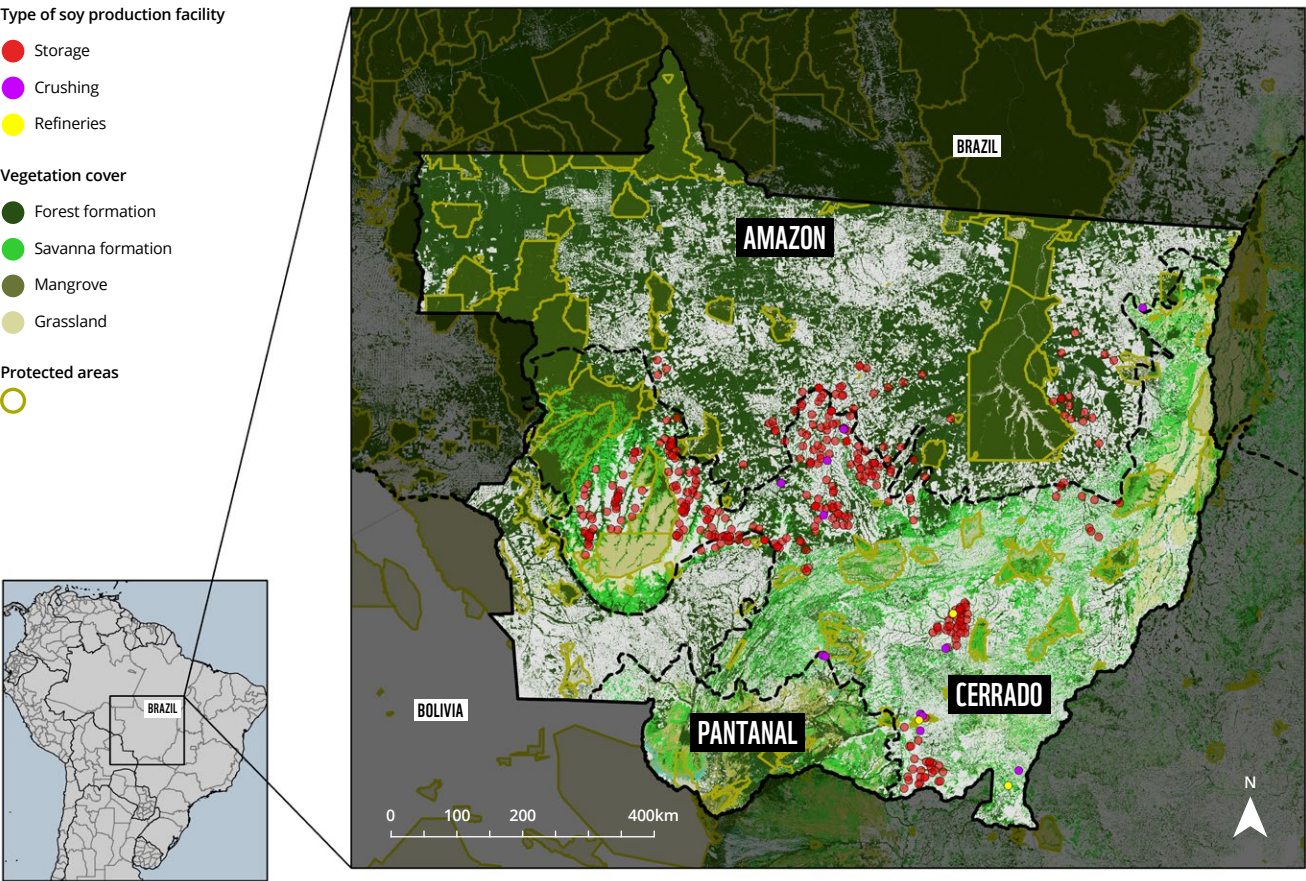 Type of soy production facility
Storage
Crushing
Refineries
Vegetation cover
Forest formation
Savanna formation
Mangrove
Grassland
Protected areas
BRAZIL
AMAZON
BRAZIL
BOLIVIA
CERRADO
PANTANAL
N
0 100 200 400km